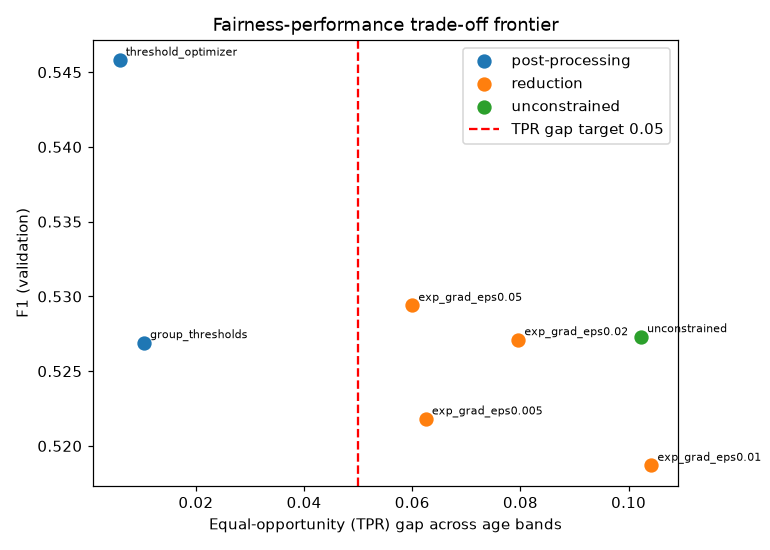 Fairness-performance trade-off frontier
threshold_optimizer
post-processing
reduction
unconstrained
TPR gap target 0.05
0.545
0.540
0.535
0.530
0.525
0.520
F1 (validation)
exp_grad_eps0.05
group_thresholds
exp_grad_eps0.02
unconstrained
exp_grad_eps0.005
exp_grad_eps0.01
0.02
0.04
0.06
0.08
0.10
Equal-opportunity (TPR) gap across age bands